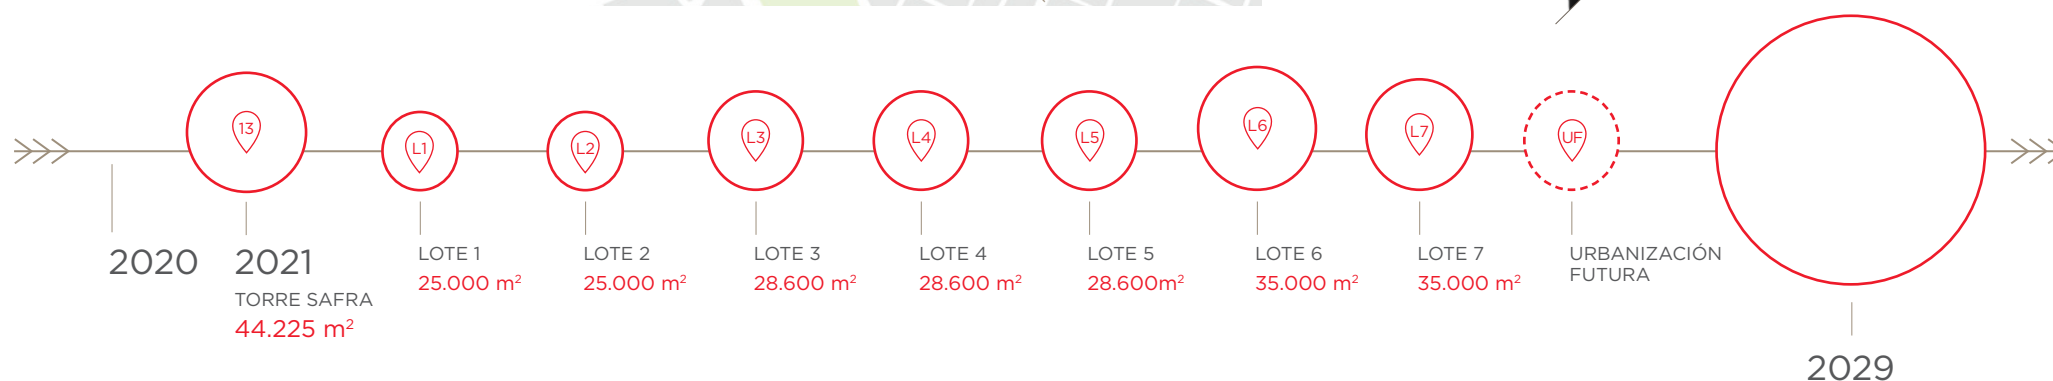 13
L1
L2
L3
L4
L5
L6
L7
UF
2020
2021
TORRE SAFRA
44.225 m²
LOTE 1
25.000 m²
LOTE 2
25.000 m²
LOTE 3
28.600 m²
LOTE 4
28.600 m²
LOTE 5
28.600m²
LOTE 6
35.000 m²
LOTE 7
35.000 m²
URBANIZACIÓN
FUTURA
2029